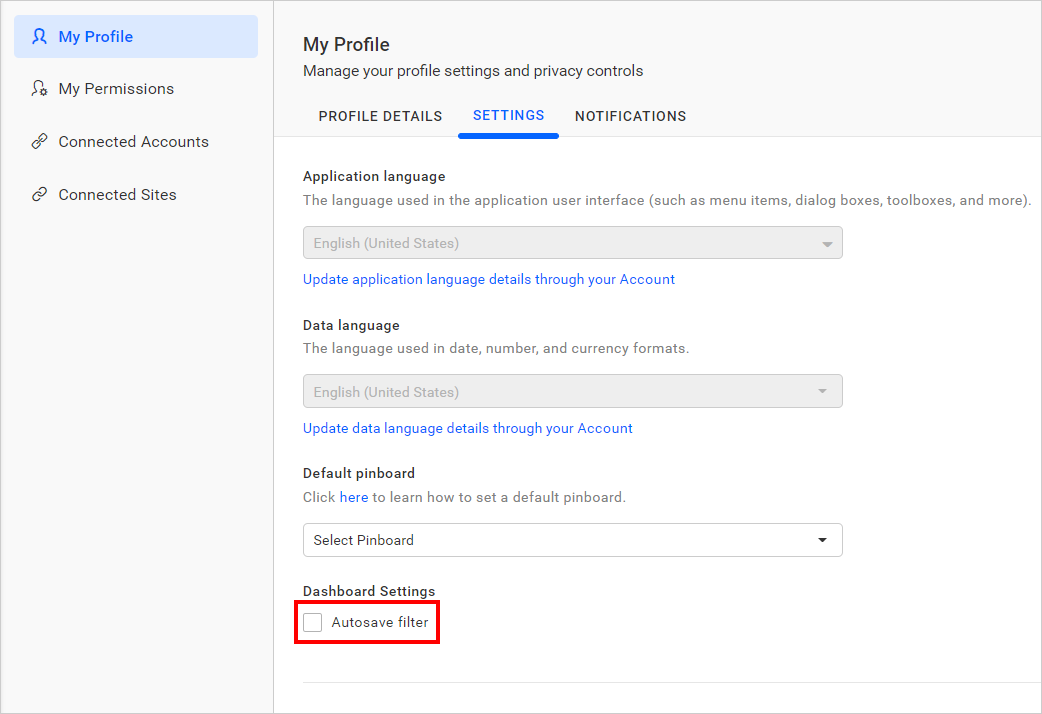 My Profile
My Permissions
Connected Accounts
Connected Sites
My Profile
Manage your profile settings and privacy controls
PROFILE DETAILS SETTINGS NOTIFICATIONS
Application language
The language used in the application user interface (such as menu items, dialog boxes, toolboxes, and more).
English (United States)
Update application language details through your Account
Data language
The language used in date, number, and currency formats.
English (United States)
Update data language details through your Account
Default pinboard
Click here to learn how to set a default pinboard.
Select Pinboard
Dashboard Settings
Autosave filter